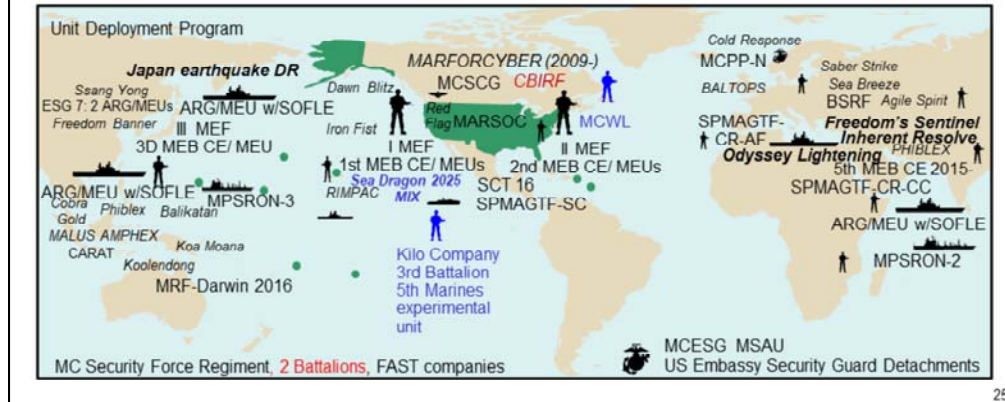 Unit Deployment Program
Japan earthquake DR
Ssang Yong
ESG 7: 2 ARG/MEUs
ARG/MEU w/SOFLE
Freedom Banner
III MEF
3D MEB CE/ MEU
ARG/MEU w/SOFLE
MPSRON-3
Cobra
Gold
Phiblex
Balikatan
MALUS AMPHEX
CARAT
Koa Moana
Koolendong
MRF-Darwin 2016
MARFORCYBER (2009-)
Dawn Blitz
MCSCG
CBIRF
Red
Flag
MARSOC
MCWL
Iron Fist
I MEF
II MEF
1st MEB CE/ MEUs
2nd MEB CE/ MEUs
Sea Dragon 2025
MIX
RIMPAC
SCT 16
SPMAGTF-SC
Kilo Company
3rd Battalion
5th Marines
experimental
unit
Cold Response
MCPP-N
Saber Strike
BALTOPS
Sea Breeze
BSRF
Agile Spirit
SPMAGTF-
CR-AF
Freedom's Sentinel
Inherent Resolve
Odyssey Lightening
PHIBLEX
5th MEB CE 2015-
SPMAGTF-CR-CC
ARG/MEU w/SOFLE
MPSRON-2
MC Security Force Regiment, 2 Battalions, FAST companies
MCESG MSAU
US Embassy Security Guard Detachments
25